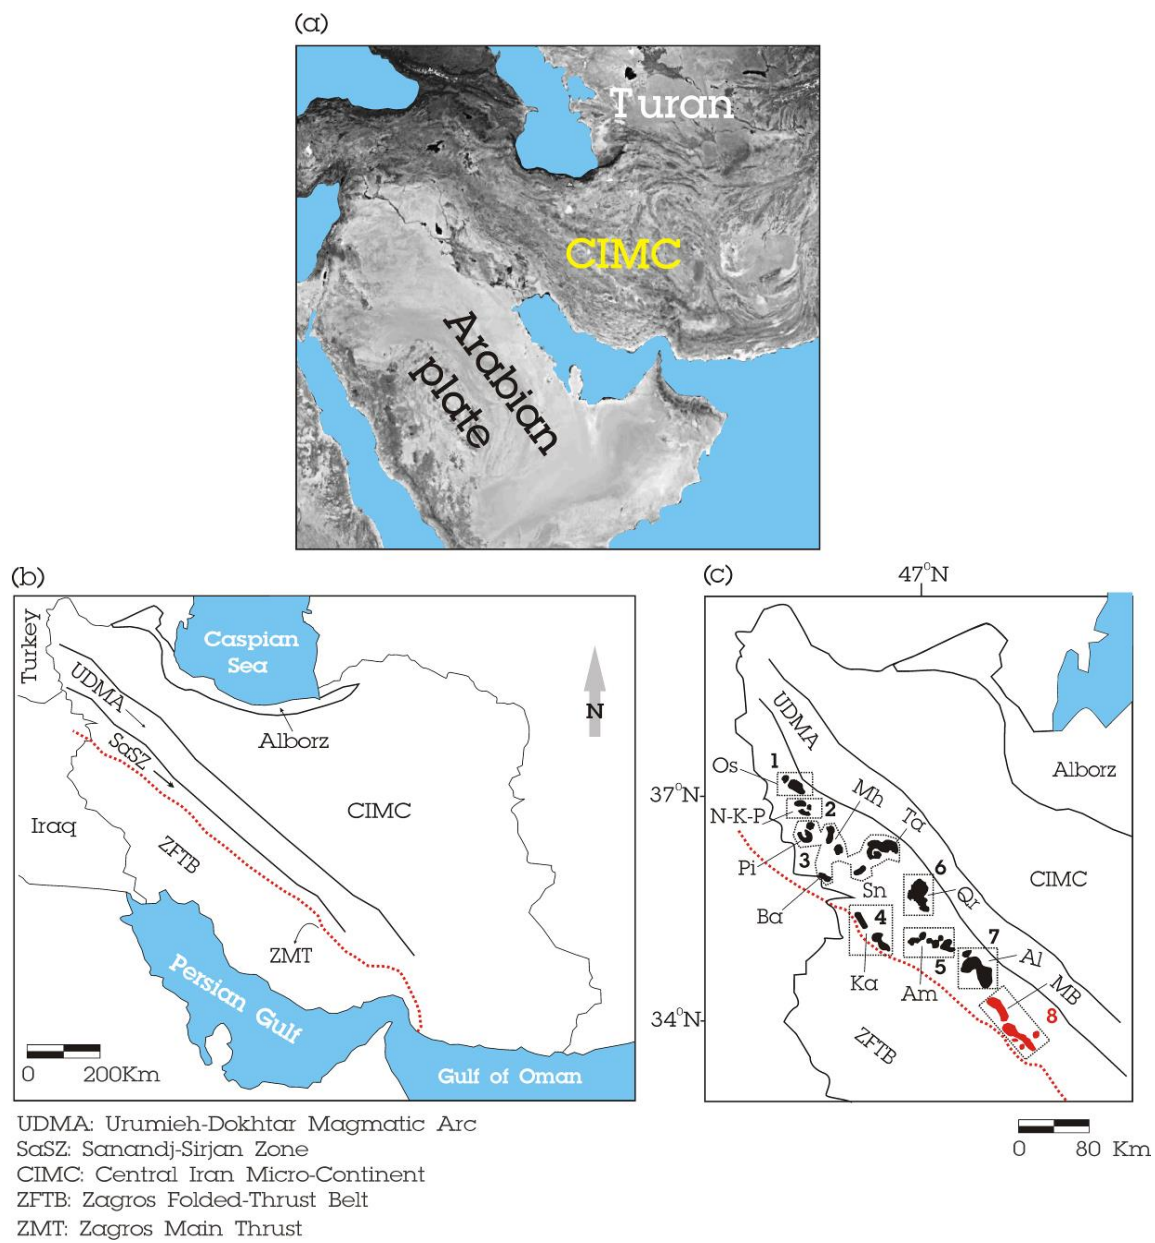 (a)
Turan
CIMC
Arabian
plate
(b)
Turkey
Caspian
Sea
UDMA
N
Alborz
SaSZ
CIMC
Iraq
ZFTB
ZMT
Persian Gulf
0 200Km
Gulf of Oman
(c)
47⁰N
UDMA
Os
1
Alborz
37⁰N
Mh
Ta
N-K-P
2
Pi
3
6
CIMC
Sn
Qr
Ba
4
7
Ka
Am
5
Al
MB
34⁰N
8
ZFTB
0 80 Km
UDMA: Urumieh-Dokhtar Magmatic Arc
SaSZ: Sanandj-Sirjan Zone
CIMC: Central Iran Micro-Continent
ZFTB: Zagros Folded-Thrust Belt
ZMT: Zagros Main Thrust